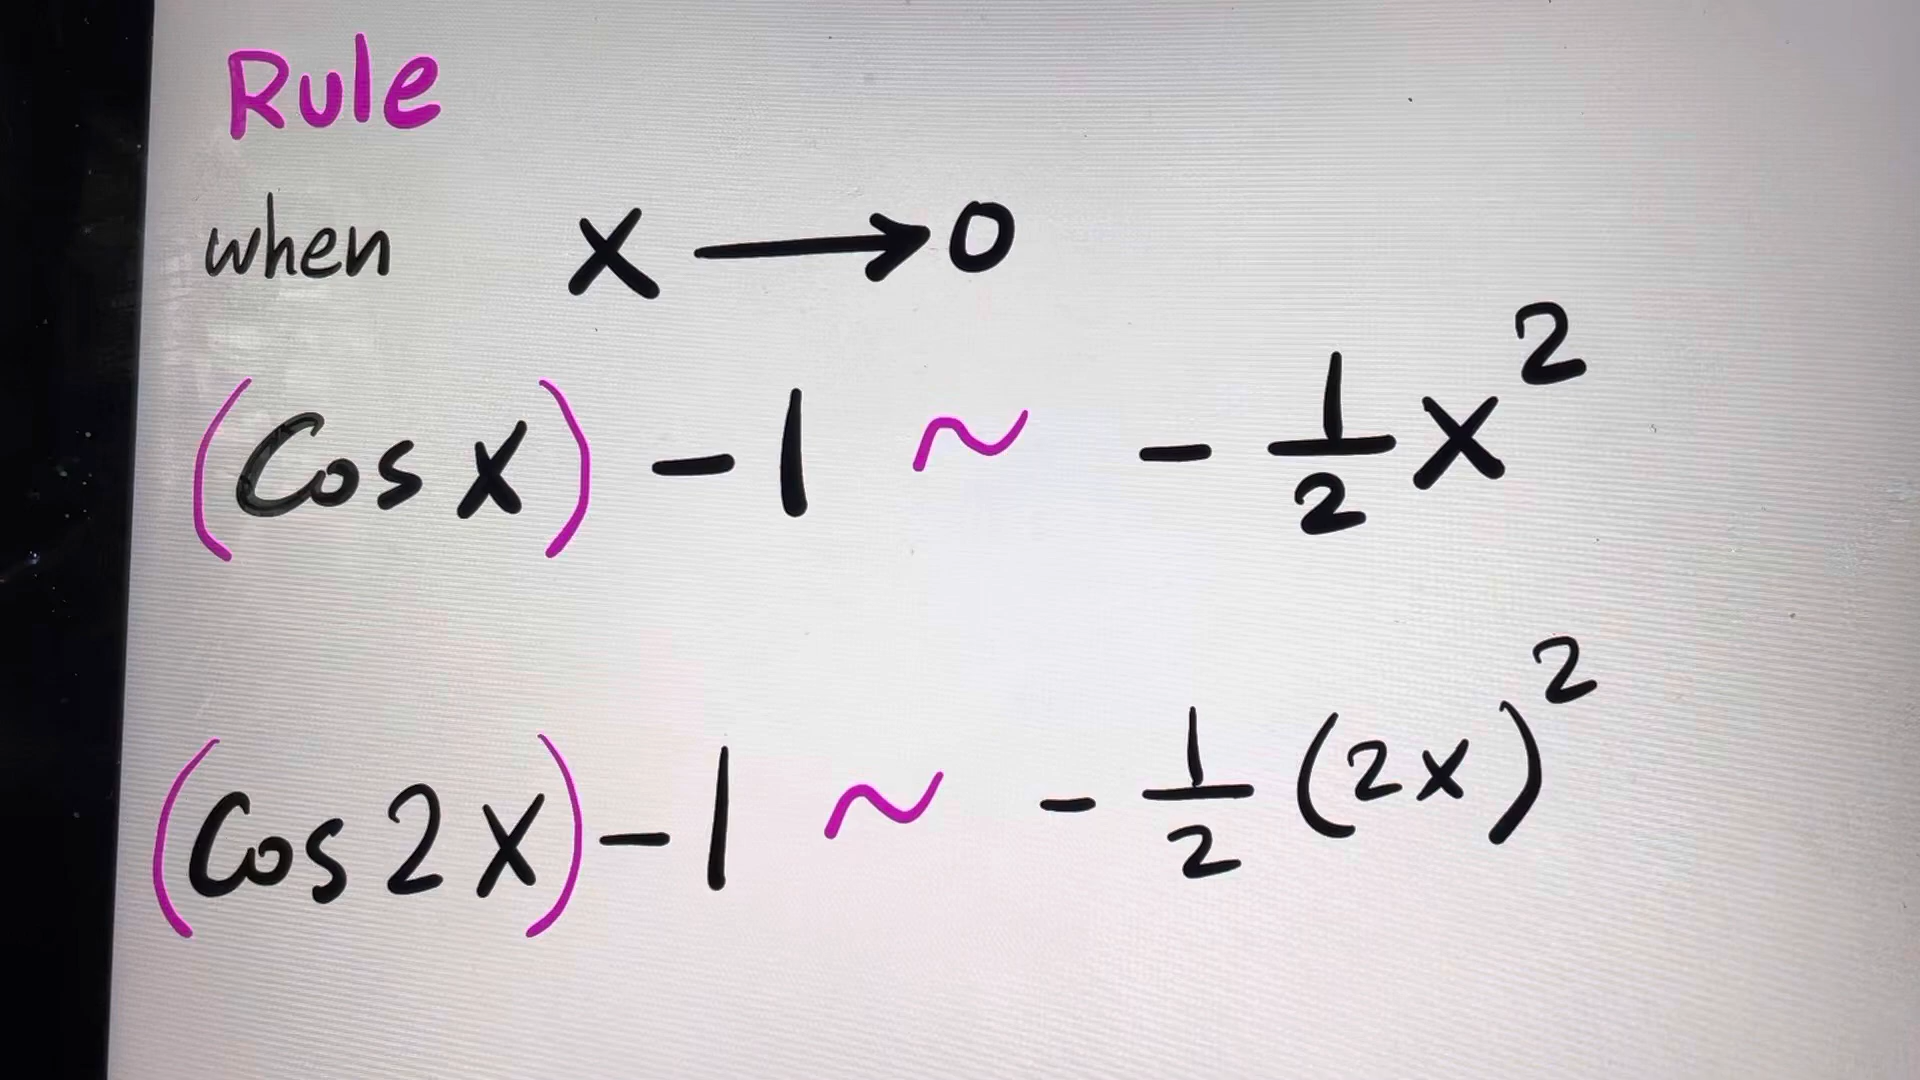 Rule
when x → 0
(Cos x) - 1 ~ - 1/2 x²
(Cos 2x) - 1 ~ - 1/2 (2x)²